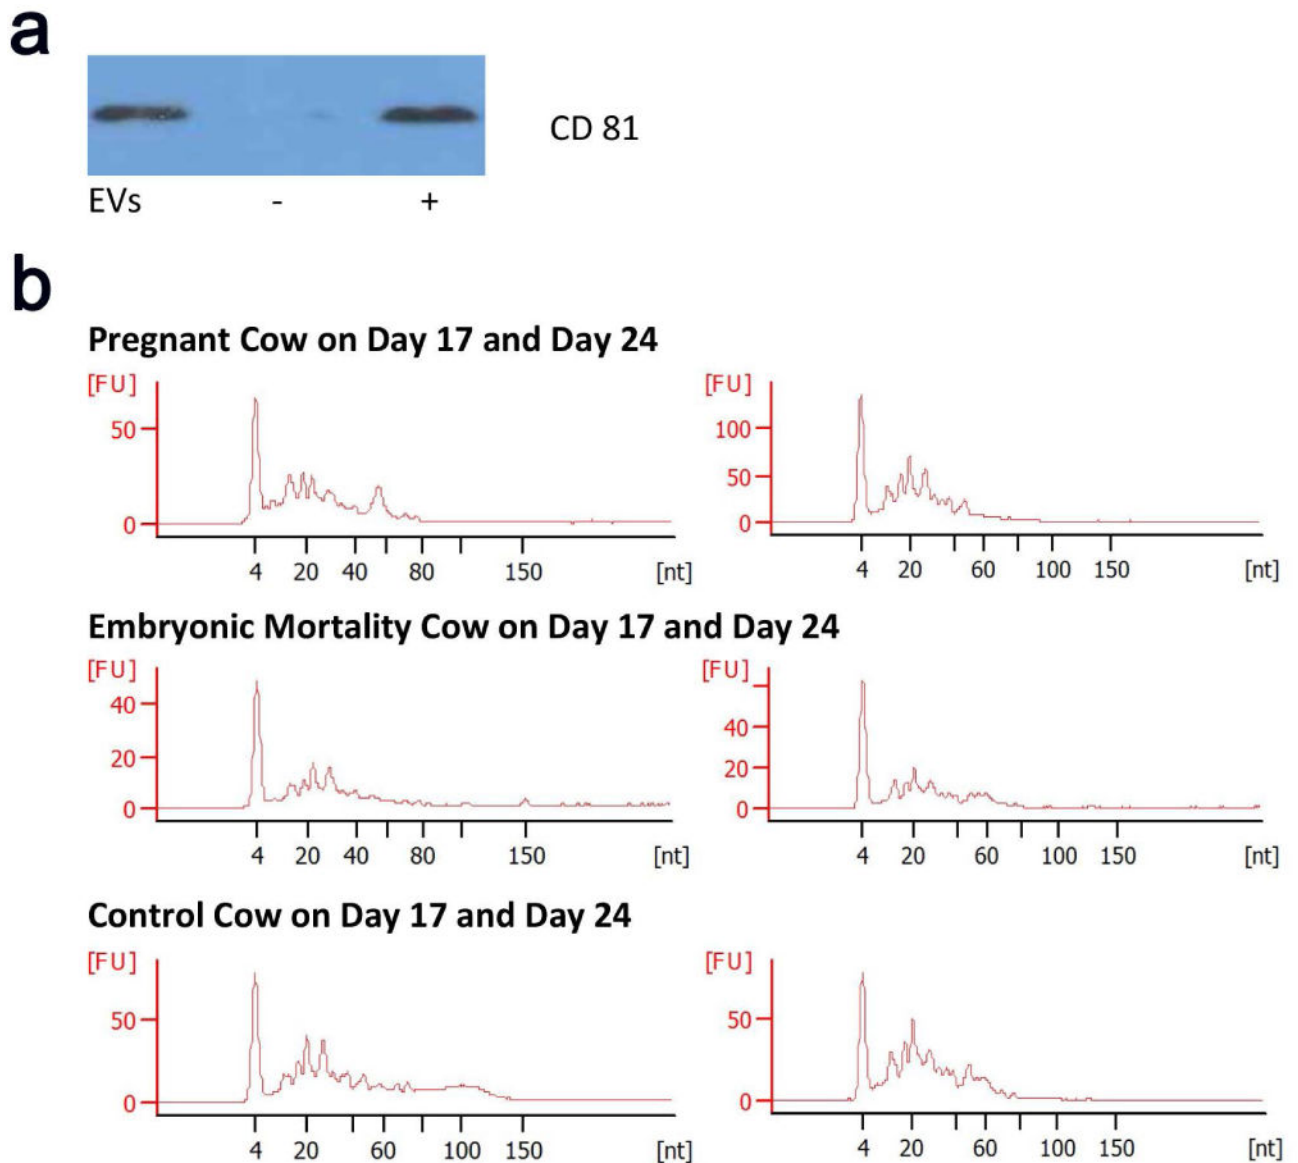 a
CD 81
EVs - +
b
Pregnant Cow on Day 17 and Day 24
[FU] [FU]
50 100
50
0 0
4 20 40 80 150 [nt] 4 20 60 100 150 [nt]
Embryonic Mortality Cow on Day 17 and Day 24
[FU] [FU]
40 40
20 20
0 0
4 20 40 80 150 [nt] 4 20 60 100 150 [nt]
Control Cow on Day 17 and Day 24
[FU] [FU]
50 50
0 0
4 20 60 100 150 [nt] 4 20 60 100 150 [nt]